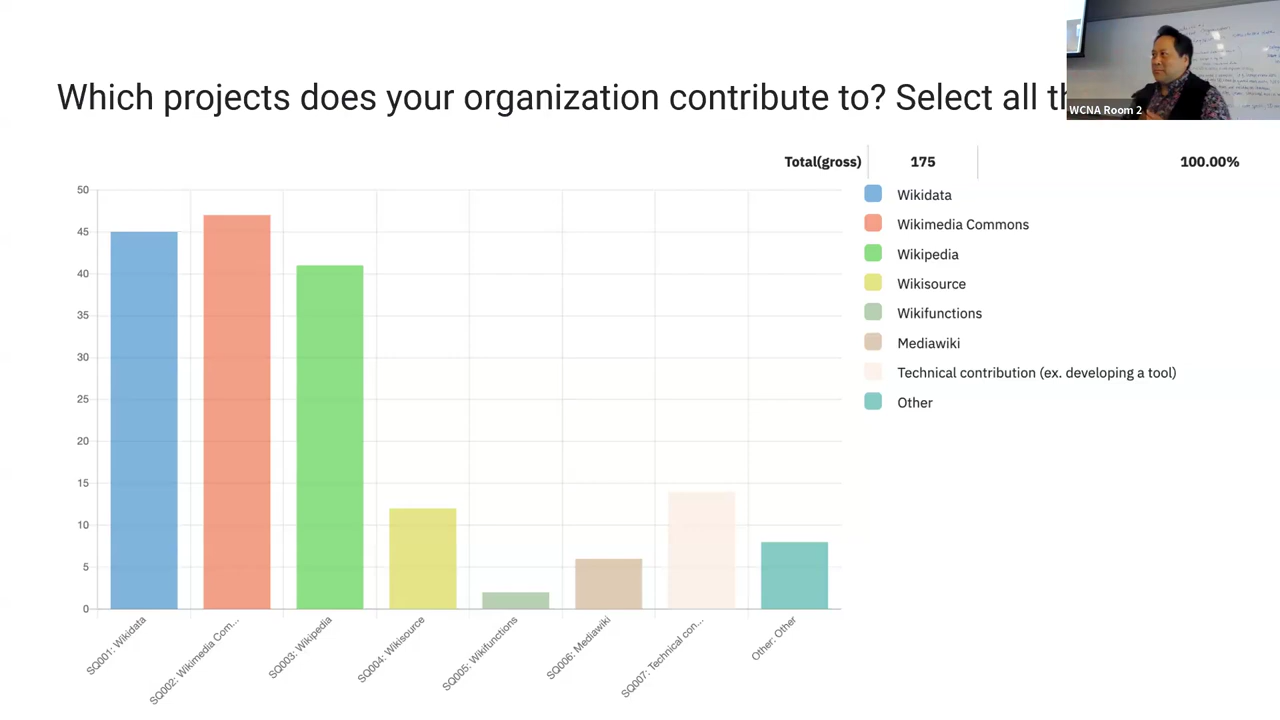 Which projects does your organization contribute to? Select all th
WCNA Room 2
Total(gross) 175 100.00%
50
45
40
35
30
25
20
15
10
5
0
SQ001: Wikidata
SQ002: Wikimedia Com...
SQ003: Wikipedia
SQ004: Wikisource
SQ005: Wikifunctions
SQ006: Mediawiki
SQ007: Technical con...
Other: Other
Wikidata
Wikimedia Commons
Wikipedia
Wikisource
Wikifunctions
Mediawiki
Technical contribution (ex. developing a tool)
Other